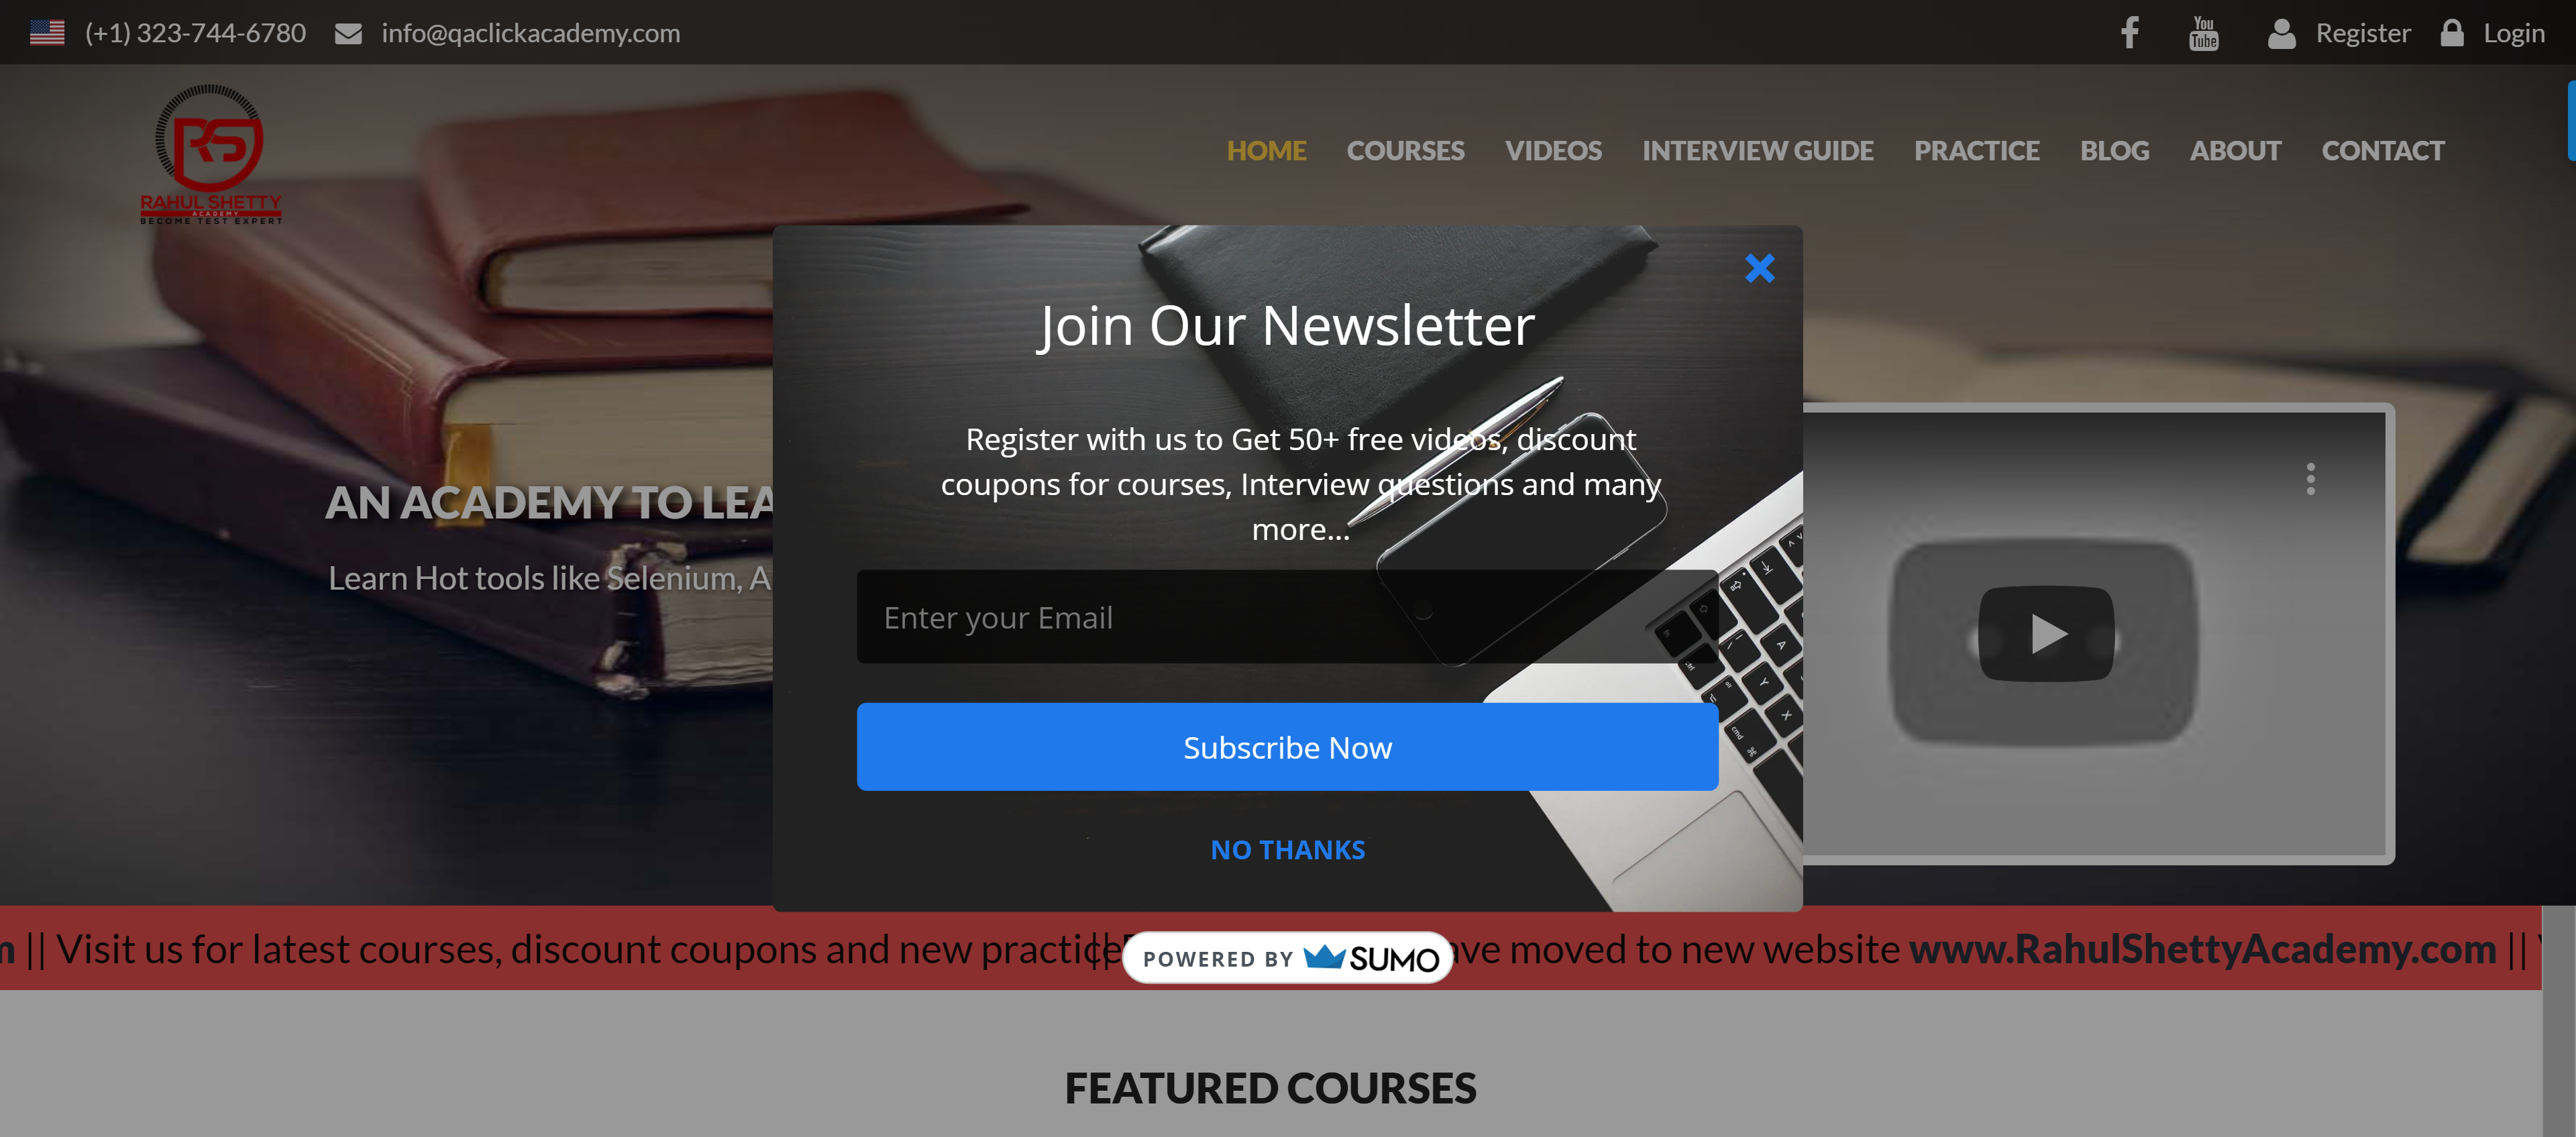 (+1) 323-744-6780 info@qaclickacademy.com You Tube Register Login
RS
RAHUL SHETTY
ACADEMY
BECOME TEST EXPERT
HOME COURSES VIDEOS INTERVIEW GUIDE PRACTICE BLOG ABOUT CONTACT
Join Our Newsletter
Register with us to Get 50+ free videos, discount
coupons for courses, Interview questions and many
more...
AN ACADEMY TO LEA
Learn Hot tools like Selenium, A
Enter your Email
Subscribe Now
NO THANKS
m || Visit us for latest courses, discount coupons and new practice || ave moved to new website www.RahulShettyAcademy.com ||
POWERED BY SUMO
FEATURED COURSES